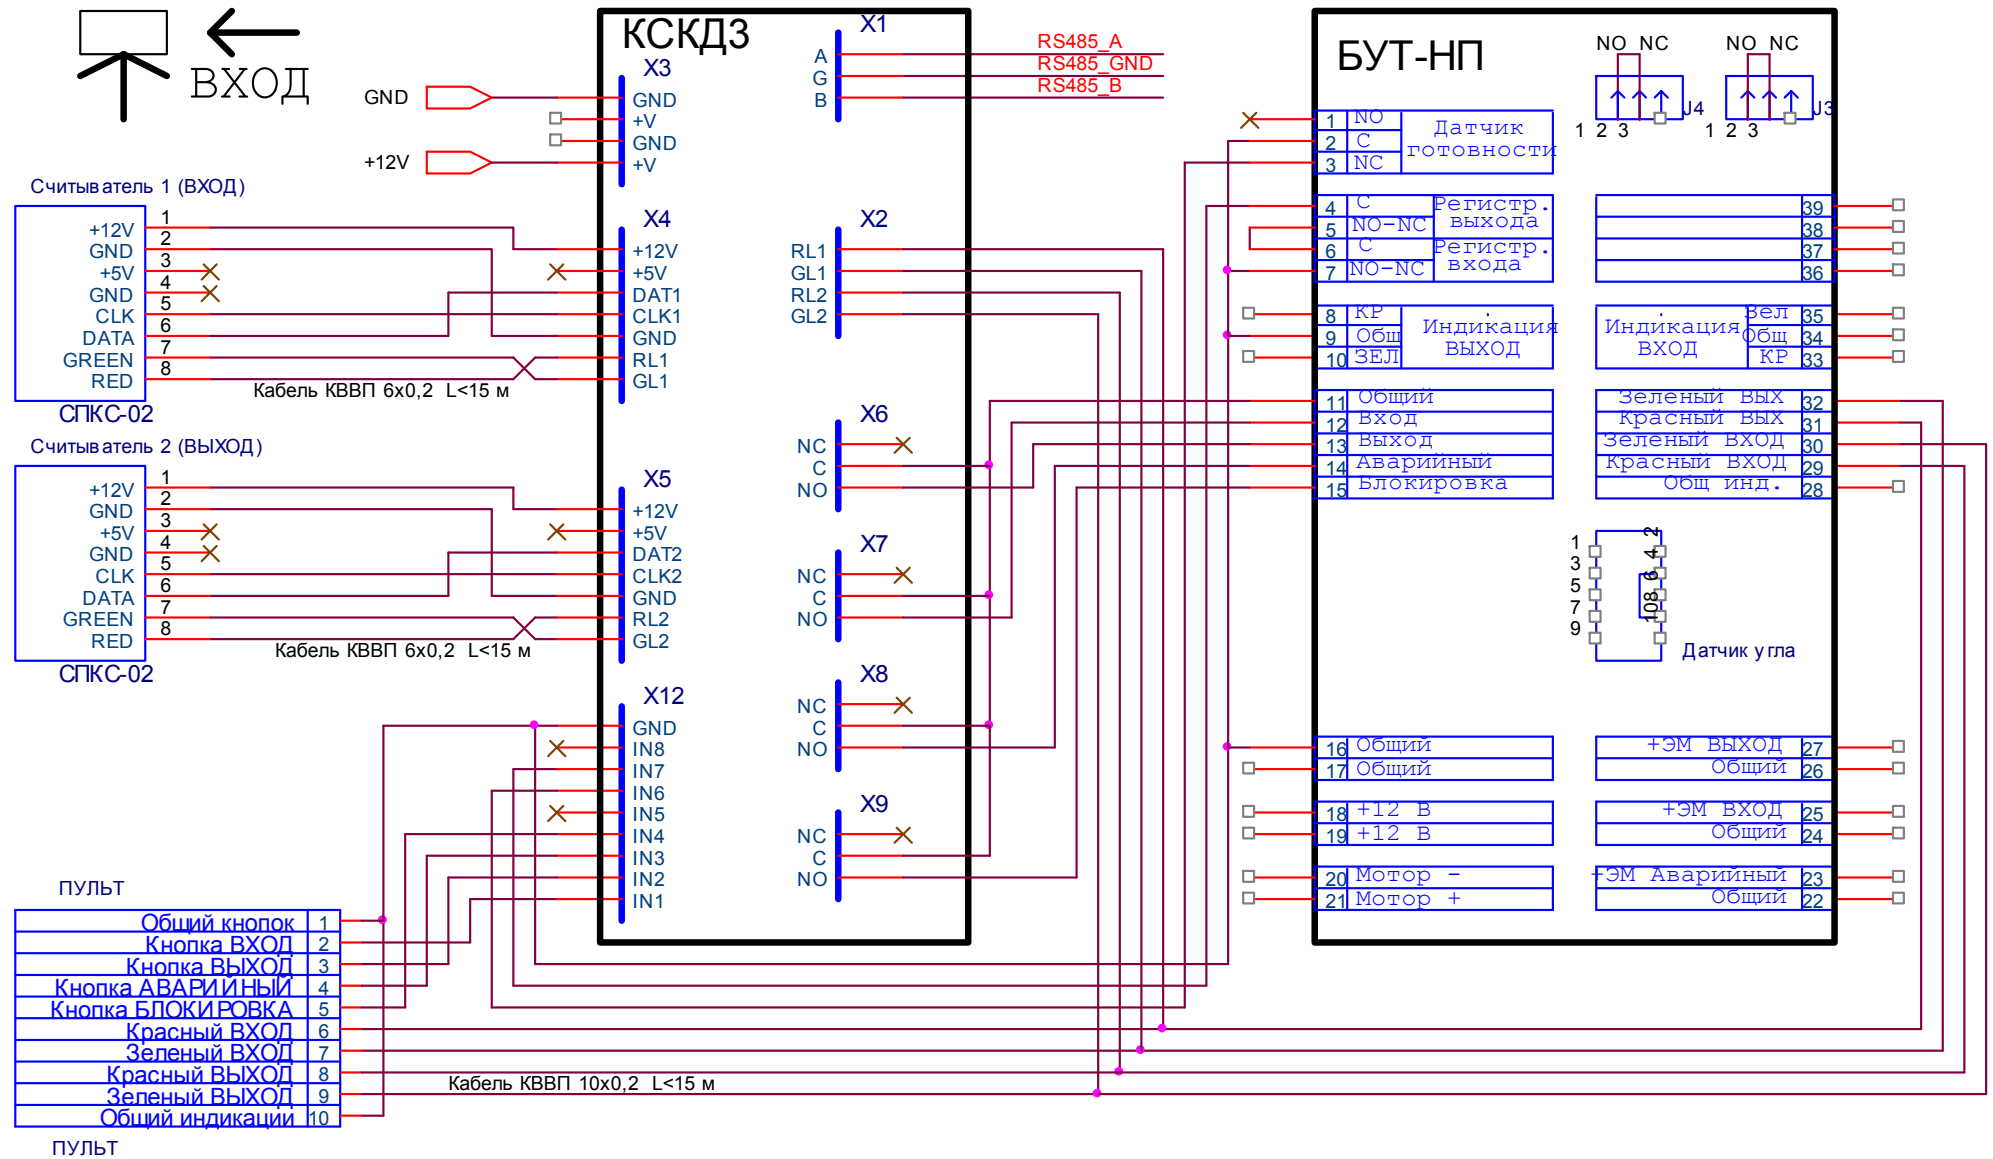 ВХОД
КСКД3
X3
GND
GND
+V
GND
+12V
+V
X1
A
G
B
RS485_A
RS485_GND
RS485_B
Считыватель 1 (ВХОД)
+12V 1
GND 2
+5V 3
GND 4
CLK 5
DATA 6
GREEN 7
RED 8
СПКС-02
Кабель КВВП 6x0,2 L<15 м
X4
+12V
+5V
DAT1
CLK1
GND
RL1
GL1
X2
RL1
GL1
RL2
GL2
Считыватель 2 (ВЫХОД)
+12V 1
GND 2
+5V 3
GND 4
CLK 5
DATA 6
GREEN 7
RED 8
СПКС-02
Кабель КВВП 6x0,2 L<15 м
X5
+12V
+5V
DAT2
CLK2
GND
RL2
GL2
X6
NC
C
NO
X7
NC
C
NO
X8
NC
C
NO
X9
NC
C
NO
X12
GND
IN8
IN7
IN6
IN5
IN4
IN3
IN2
IN1
ПУЛЬТ
Общий кнопок 1
Кнопка ВХОД 2
Кнопка ВЫХОД 3
Кнопка АВАРИЙНЫЙ 4
Кнопка БЛОКИРОВКА 5
Красный ВХОД 6
Зеленый ВХОД 7
Красный ВЫХОД 8
Зеленый ВЫХОД 9
Общий индикации 10
ПУЛЬТ
Кабель КВВП 10x0,2 L<15 м
БУТ-НП
NO NC
J4
1 2 3
NO NC
J3
1 2 3
1 NO
2 C
3 NC
Датчик
готовности
4 C
5 NO-NC
Регистр.
выхода
6 C
7 NO-NC
Регистр.
входа
8 КР
9 Общ
10 ЗЕЛ
Индикация
ВЫХОД
11 Общий
12 Вход
13 Выход
14 Аварийный
15 Блокировка
16 Общий
17 Общий
18 +12 В
19 +12 В
20 Мотор -
21 Мотор +
39
38
37
36
Индикация
ВХОД
Зел 35
Общ 34
КР 33
Зеленый ВЫХ 32
Красный ВЫХ 31
Зеленый ВХОД 30
Красный ВХОД 29
Общ инд. 28
1
3
5
7
9
2
4
6
8
10
Датчик угла
+ЭМ ВЫХОД 27
Общий 26
+ЭМ ВХОД 25
Общий 24
+ЭМ Аварийный 23
Общий 22